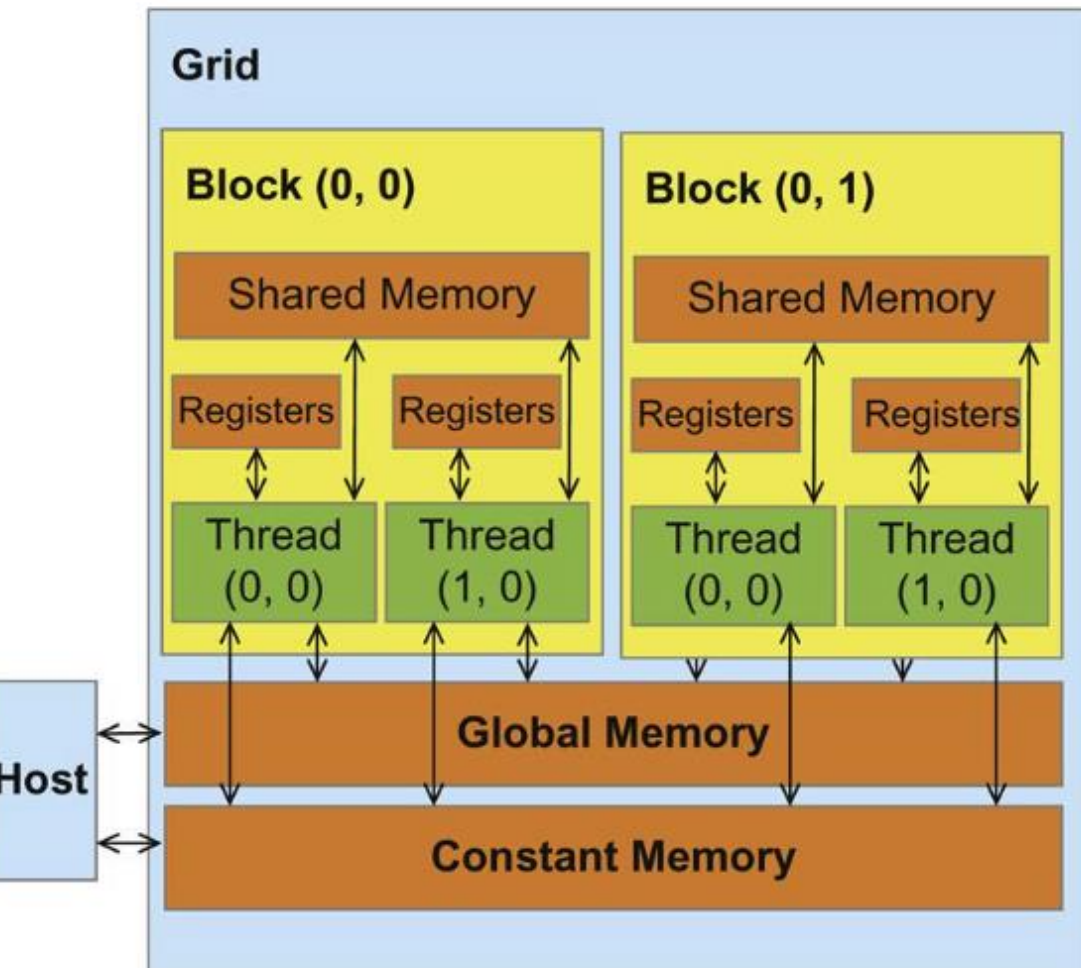 Grid
Block (0, 0)
Shared Memory
Registers
Registers
Thread
(0, 0)
Thread
(1, 0)
Block (0, 1)
Shared Memory
Registers
Registers
Thread
(0, 0)
Thread
(1, 0)
Host
Global Memory
Constant Memory